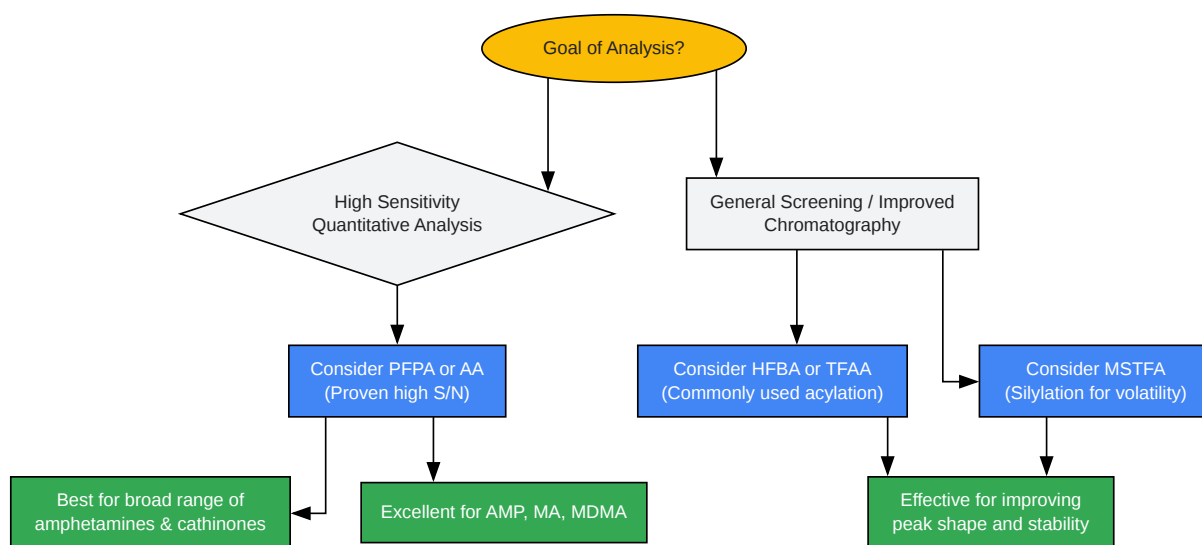 Goal of Analysis?
High Sensitivity
Quantitative Analysis
General Screening / Improved
Chromatography
Consider PFPA or AA
(Proven high S/N)
Consider HFBA or TFAA
(Commonly used acylation)
Consider MSTFA
(Silylation for volatility)
Best for broad range of
amphetamines & cathinones
Excellent for AMP, MA, MDMA
Effective for improving
peak shape and stability